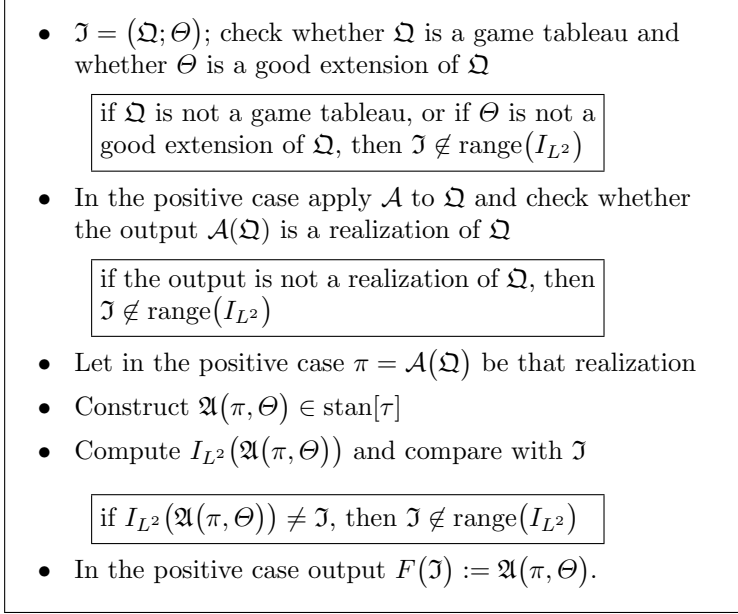 • 𝔍 = (𝔔; Θ); check whether 𝔔 is a game tableau and
whether Θ is a good extension of 𝔔
if 𝔔 is not a game tableau, or if Θ is not a
good extension of 𝔔, then 𝔍 ∉ range(I_{L²})
• In the positive case apply 𝒜 to 𝔔 and check whether
the output 𝒜(𝔔) is a realization of 𝔔
if the output is not a realization of 𝔔, then
𝔍 ∉ range(I_{L²})
• Let in the positive case π = 𝒜(𝔔) be that realization
• Construct 𝔄(π, Θ) ∈ stan[τ]
• Compute I_{L²}(𝔄(π, Θ)) and compare with 𝔍
if I_{L²}(𝔄(π, Θ)) ≠ 𝔍, then 𝔍 ∉ range(I_{L²})
• In the positive case output F(𝔍) := 𝔄(π, Θ).